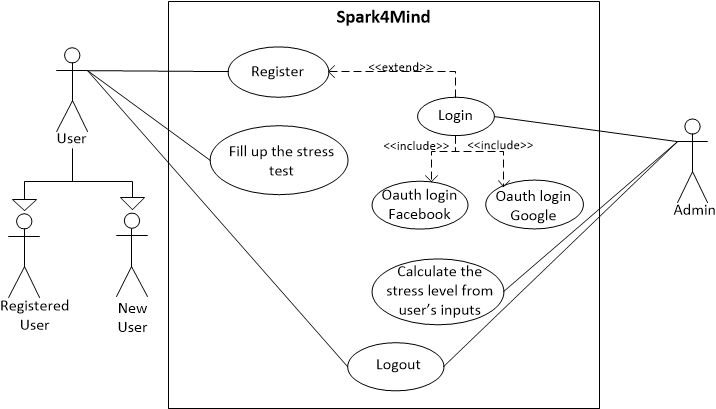 Spark4Mind
Register
<<extend>>
Login
User
Fill up the stress
test
<<include>>
<<include>>
Oauth login
Facebook
Oauth login
Google
Admin
Registered
User
New
User
Calculate the
stress level from
user's inputs
Logout